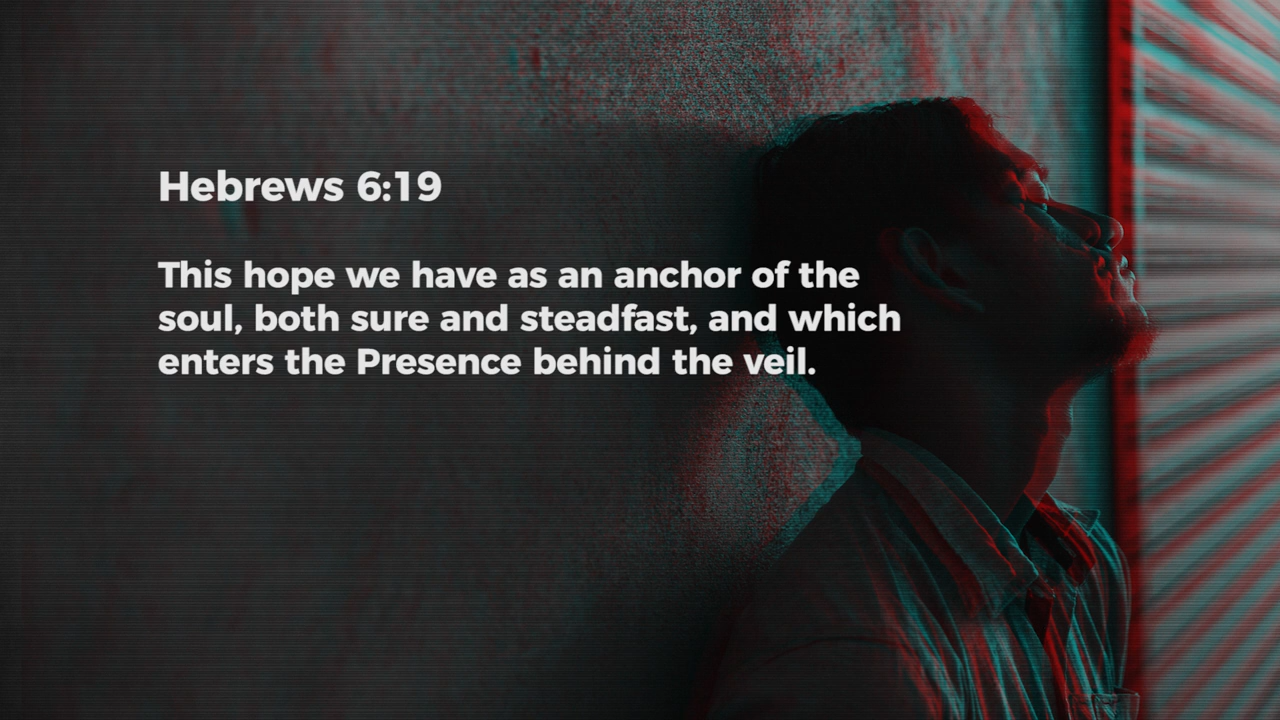 Hebrews 6:19
This hope we have as an anchor of the
soul, both sure and steadfast, and which
enters the Presence behind the veil.